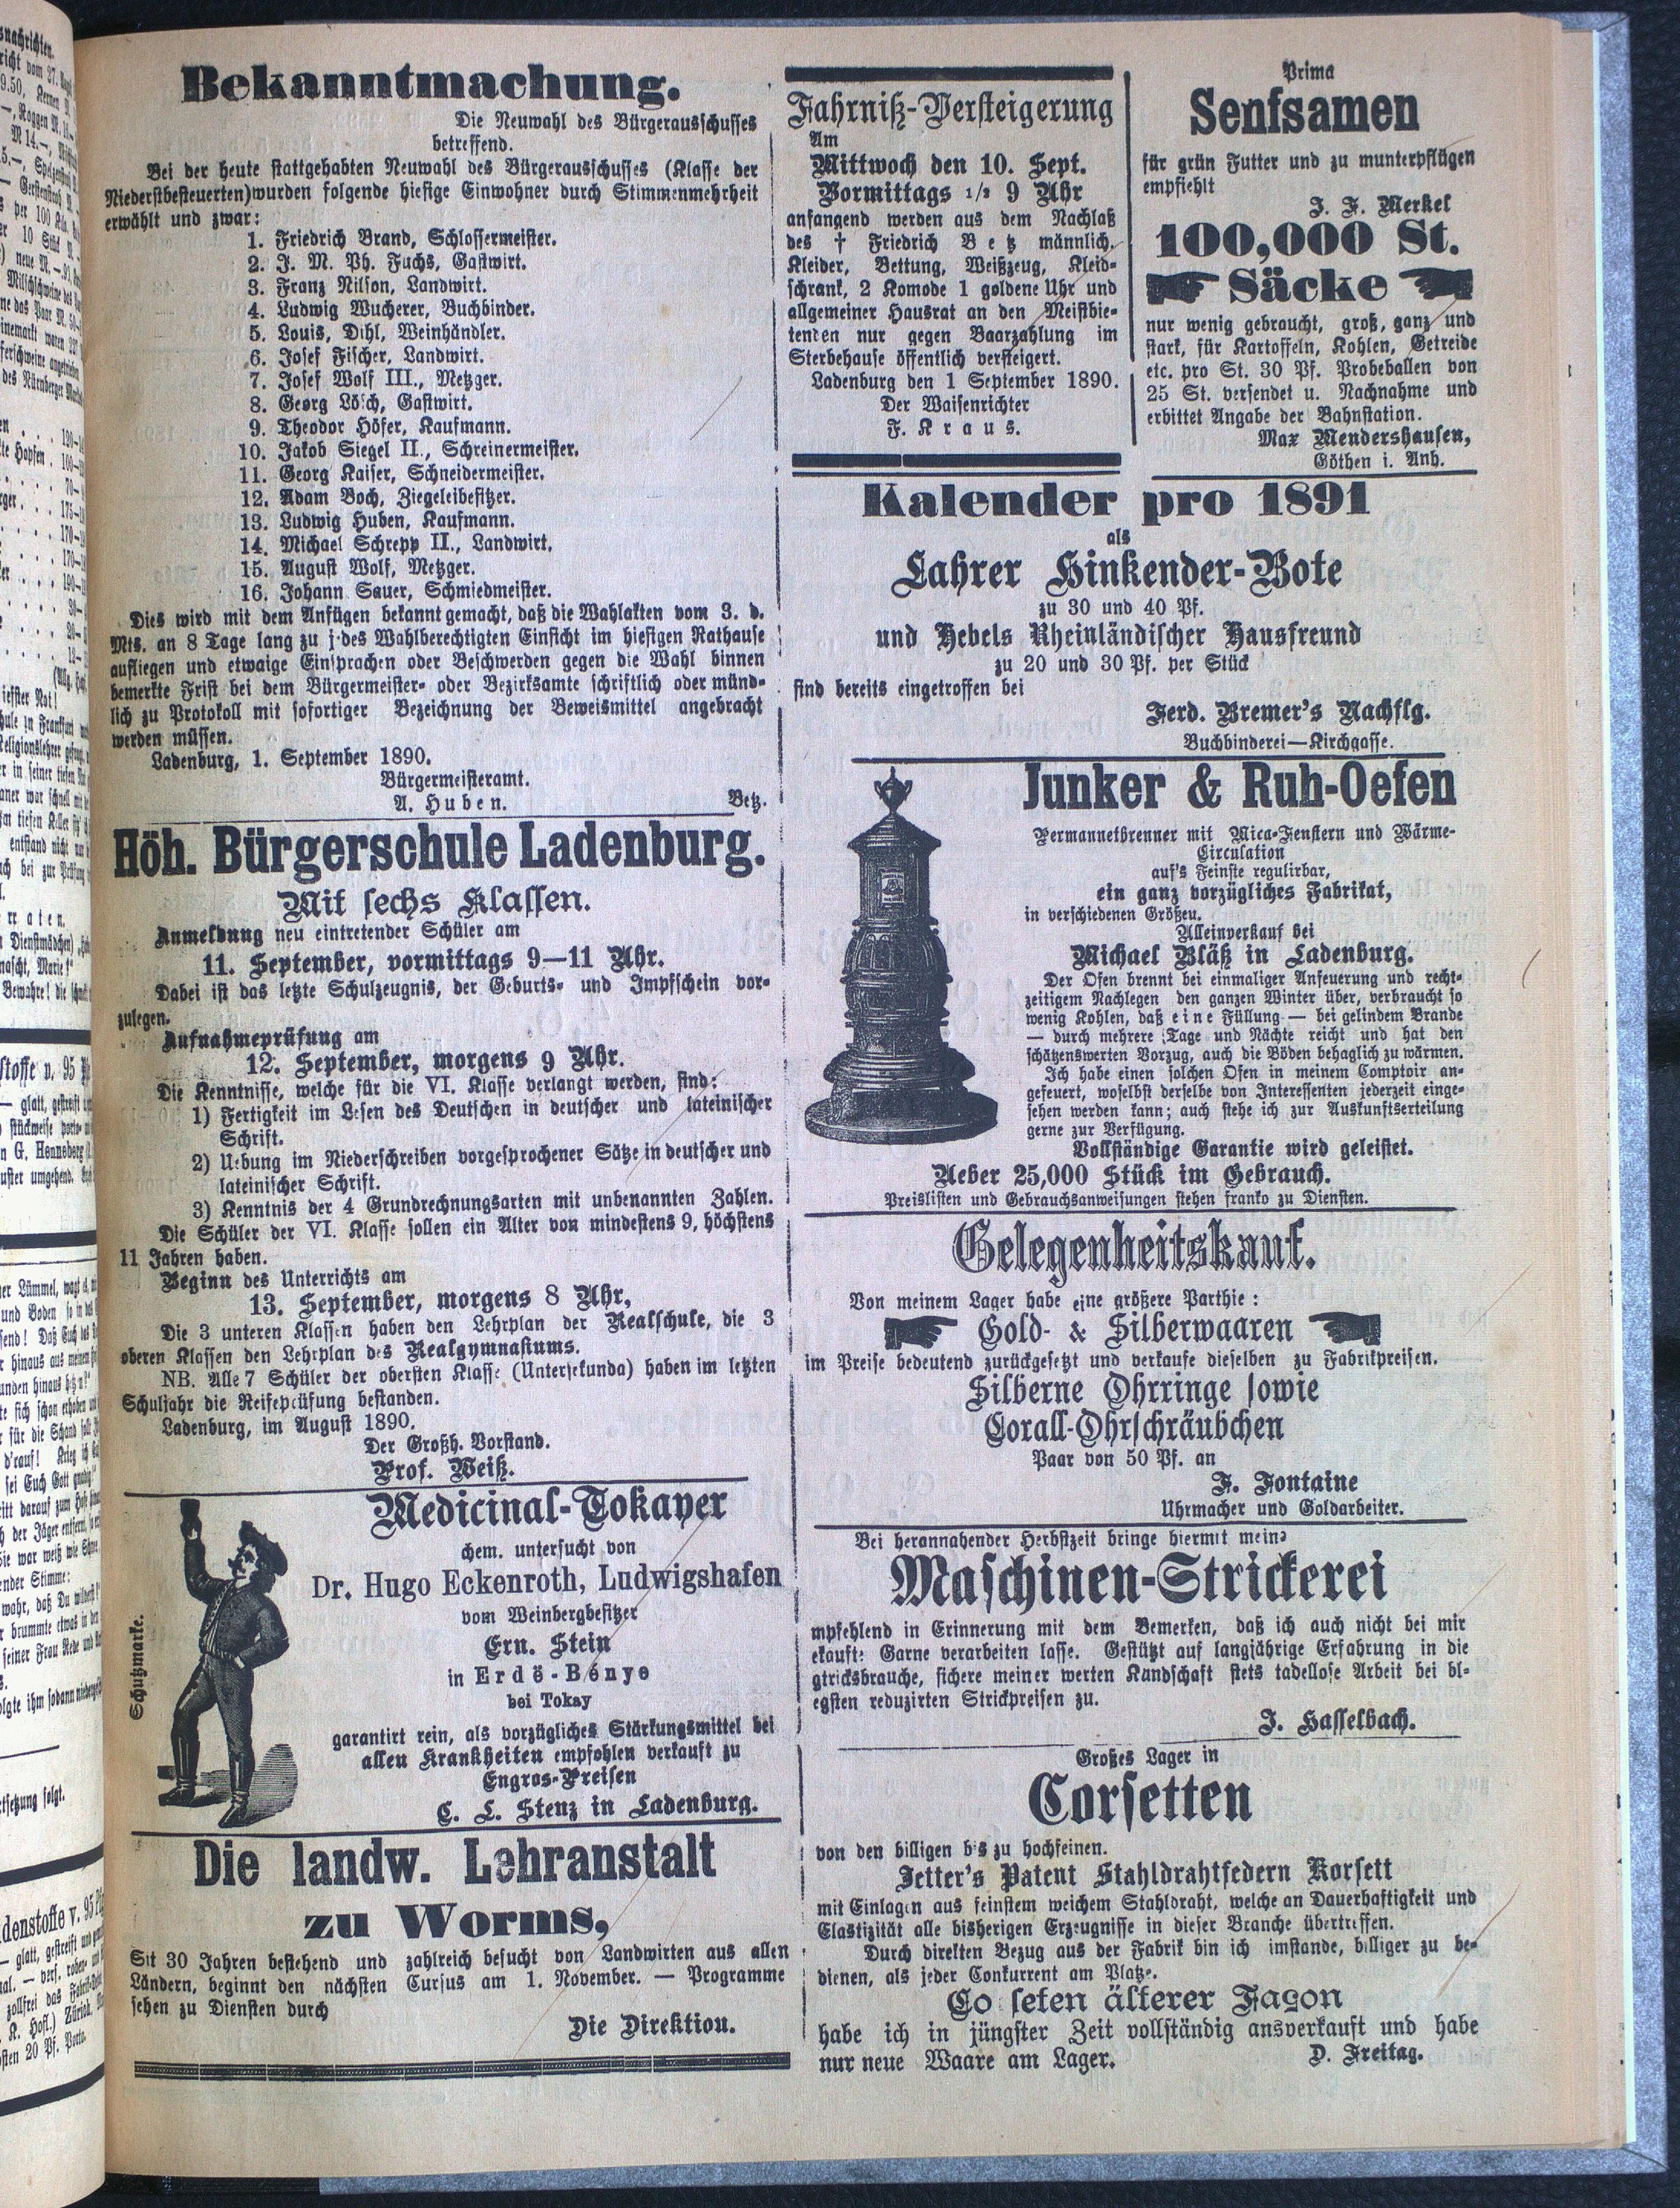 Bekanntmachung.
Die Neuwahl des Bürgerausschusses
betreffend.
Bei der heute stattgehabten Neuwahl des Bürgerausschusses (Klasse der
Niederstbesteuerten) wurden folgende hiesige Einwohner durch Stimmenmehrheit
erwählt und zwar:
1. Friedrich Brand, Schlossermeister.
2. J. M. Ph. Fuchs, Gastwirt.
3. Franz Nilson, Landwirt.
4. Ludwig Wucherer, Buchbinder.
5. Louis, Dihl, Weinhändler.
6. Josef Fischer, Landwirt.
7. Josef Wolf III., Metzger.
8. Georg Lösch, Gastwirt.
9. Theodor Höfer, Kaufmann.
10. Jakob Siegel II., Schreinermeister.
11. Georg Kaiser, Schneidermeister.
12. Adam Boch, Ziegeleibesitzer.
13. Ludwig Huben, Kaufmann.
14. Michael Schrepp II., Landwirt.
15. August Wolf, Metzger.
16. Johann Sauer, Schmiedmeister.
Dies wird mit dem Anfügen bekannt gemacht, daß die Wahlakten vom 3. d.
Mts. an 8 Tage lang zu j·des Wahlberechtigten Einsicht im hiesigen Rathause
aufliegen und etwaige Einsprachen oder Beschwerden gegen die Wahl binnen
bemerkte Frist bei dem Bürgermeister- oder Bezirksamte schriftlich oder münd-
lich zu Protokoll mit sofortiger Bezeichnung der Beweismittel angebracht
werden müssen.
Ladenburg, 1. September 1890.
Bürgermeisteramt.
A. Huben. Betz.
Höh. Bürgerschule Ladenburg.
Mit sechs Klassen.
Anmeldung neu eintretender Schüler am
11. September, vormittags 9—11 Uhr.
Dabei ist das letzte Schulzeugnis, der Geburts- und Impfschein vor-
zulegen.
Aufnahmeprüfung am
12. September, morgens 9 Uhr.
Die Kenntnisse, welche für die VI. Klasse verlangt werden, sind:
1) Fertigkeit im Lesen des Deutschen in deutscher und lateinischer
Schrift.
2) Uebung im Niederschreiben vorgesprochener Sätze in deutscher und
lateinischer Schrift.
3) Kenntnis der 4 Grundrechnungsarten mit unbenannten Zahlen.
Die Schüler der VI. Klasse sollen ein Alter von mindestens 9, höchstens
11 Jahren haben.
Beginn des Unterrichts am
13. September, morgens 8 Uhr,
Die 3 unteren Klassen haben den Lehrplan der Realschule, die 3
oberen Klassen den Lehrplan des Realgymnasiums.
NB. Alle 7 Schüler der obersten Klasse (Untersekunda) haben im letzten
Schuljahr die Reifeprüfung bestanden.
Ladenburg, im August 1890.
Der Großh. Vorstand.
Prof. Weiß.
Medicinal-Tokayer
chem. untersucht von
Dr. Hugo Eckenroth, Ludwigshafen
vom Weinbergbesitzer
Ern. Stein
in Erdö-Bénye
bei Tokay
garantirt rein, als vorzügliches Stärkungsmittel bei
allen Krankheiten empfohlen verkauft zu
Engros-Preisen
C. L. Stenz in Ladenburg.
Schutzmarke.
Die landw. Lehranstalt
zu Worms,
Sit 30 Jahren bestehend und zahlreich besucht von Landwirten aus allen
Ländern, beginnt den nächsten Cursus am 1. November. — Programme
sehen zu Diensten durch
Die Direktion.
Fahrniß-Versteigerung
Am
Mittwoch den 10. Sept.
Vormittags 1/2 9 Uhr
anfangend werden aus dem Nachlaß
des † Friedrich Betz männlich.
Kleider, Bettung, Weißzeug, Kleid-
schrank, 2 Komode 1 goldene Uhr und
allgemeiner Hausrat an den Meistbie-
tenden nur gegen Baarzahlung im
Sterbehause öffentlich versteigert.
Ladenburg den 1 September 1890.
Der Waisenrichter
F. Kraus.
Prima
Senfsamen
für grün Futter und zu munterpflügen
empfiehlt
J. F. Merkel
100,000 St.
Säcke
nur wenig gebraucht, groß, ganz und
stark, für Kartoffeln, Kohlen, Getreide
etc. pro St. 30 Pf. Probeballen von
25 St. versendet u. Nachnahme und
erbittet Angabe der Bahnstation.
Max Mendershausen,
Cöthen i. Anh.
Kalender pro 1891
als
Lahrer Hinkender-Bote
zu 30 und 40 Pf.
und Hebels Rheinländischer Hausfreund
zu 20 und 30 Pf. per Stück
sind bereits eingetroffen bei
Ferd. Bremer's Nachflg.
Buchbinderei—Kirchgasse.
Junker & Ruh-Oefen
Permannetbrenner mit Mica-Fenstern und Wärme-
Circulation
auf's Feinste regulirbar,
ein ganz vorzügliches Fabrikat,
in verschiedenen Größeu.
Alleinverkauf bei
Michael Bläß in Ladenburg.
Der Ofen brennt bei einmaliger Anfeuerung und recht-
zeitigem Nachlegen den ganzen Winter über, verbraucht so
wenig Kohlen, daß eine Füllung — bei gelindem Brande
— durch mehrere Tage und Nächte reicht und hat den
schätzenswerten Vorzug, auch die Böden behaglich zu wärmen.
Ich habe einen solchen Ofen in meinem Comptoir an-
gefeuert, woselbst derselbe von Interessenten jederzeit einge-
sehen werden kann; auch stehe ich zur Auskunftserteilung
gerne zur Verfügung.
Vollständige Garantie wird geleistet.
Ueber 25,000 Stück im Gebrauch.
Preislisten und Gebrauchsanweisungen stehen franko zu Diensten.
Gelegenheitskauf.
Von meinem Lager habe eine größere Parthie:
Gold- & Silberwaaren
im Preise bedeutend zurückgesetzt und verkaufe dieselben zu Fabrikpreisen.
Silberne Ohrringe sowie
Corall-Ohrschräubchen
Paar von 50 Pf. an
F. Fontaine
Uhrmacher und Goldarbeiter.
Bei herannahender Herbstzeit bringe hiermit meine
Maschinen-Strickerei
mpfehlend in Erinnerung mit dem Bemerken, daß ich auch nicht bei mir
ekaufte Garne verarbeiten lasse. Gestützt auf langjährige Erfahrung in die
gtricksbrauche, sichere meiner werten Kundschaft stets tadellose Arbeit bei bl-
egsten reduzirten Strickpreisen zu.
J. Hasselbach.
Großes Lager in
Corsetten
von den billigen bis zu hochfeinen.
Jetter's Patent Stahldrahtfedern Korsett
mit Einlagen aus feinstem weichem Stahldraht, welche an Dauerhaftigkeit und
Elastizität alle bisherigen Erzeugnisse in dieser Branche übertreffen.
Durch direkten Bezug aus der Fabrik bin ich imstande, billiger zu be-
dienen, als jeder Conkurrent am Platze.
Co seten älterer Façon
habe ich in jüngster Zeit vollständig ansverkauft und habe
nur neue Waare am Lager.
D. Freitag.